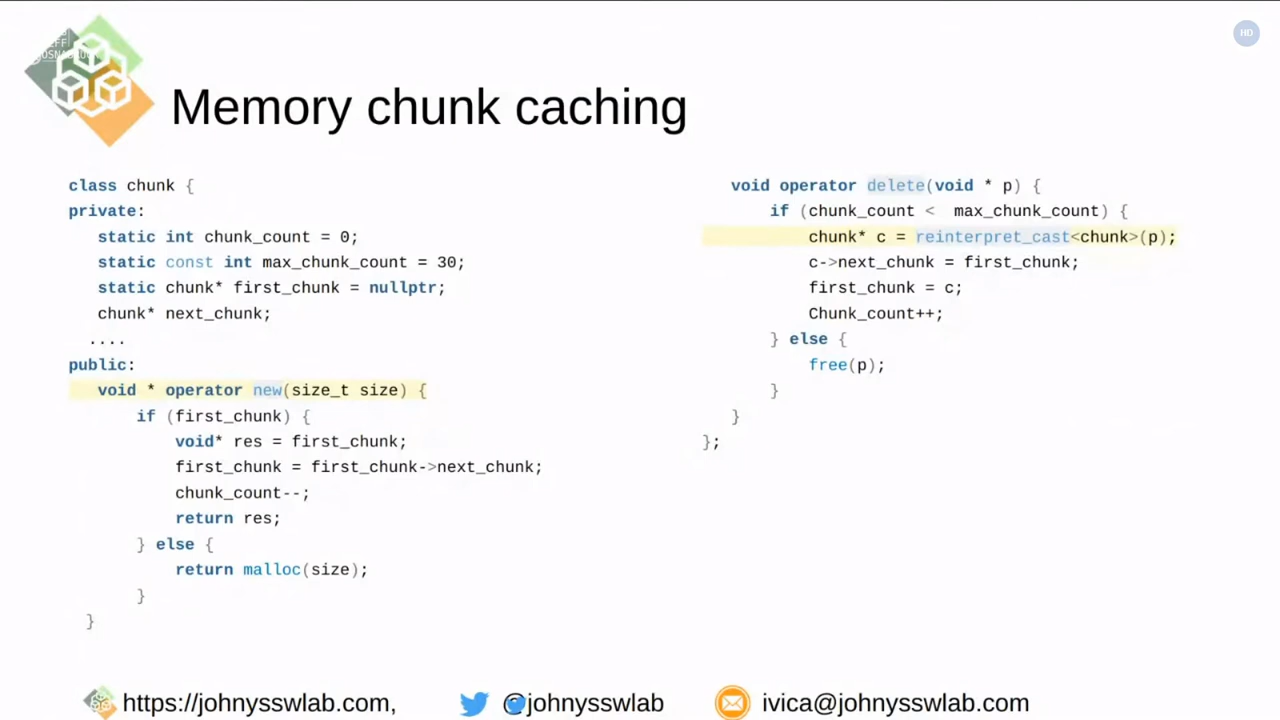 HD
Memory chunk caching
class chunk {
private:
static int chunk_count = 0;
static const int max_chunk_count = 30;
static chunk* first_chunk = nullptr;
chunk* next_chunk;
....
public:
void * operator new(size_t size) {
if (first_chunk) {
void* res = first_chunk;
first_chunk = first_chunk->next_chunk;
chunk_count--;
return res;
} else {
return malloc(size);
}
}
void operator delete(void * p) {
if (chunk_count < max_chunk_count) {
chunk* c = reinterpret_cast<chunk>(p);
c->next_chunk = first_chunk;
first_chunk = c;
Chunk_count++;
} else {
free(p);
}
}
};
https://johnysswlab.com, @johnysswlab ivica@johnysswlab.com